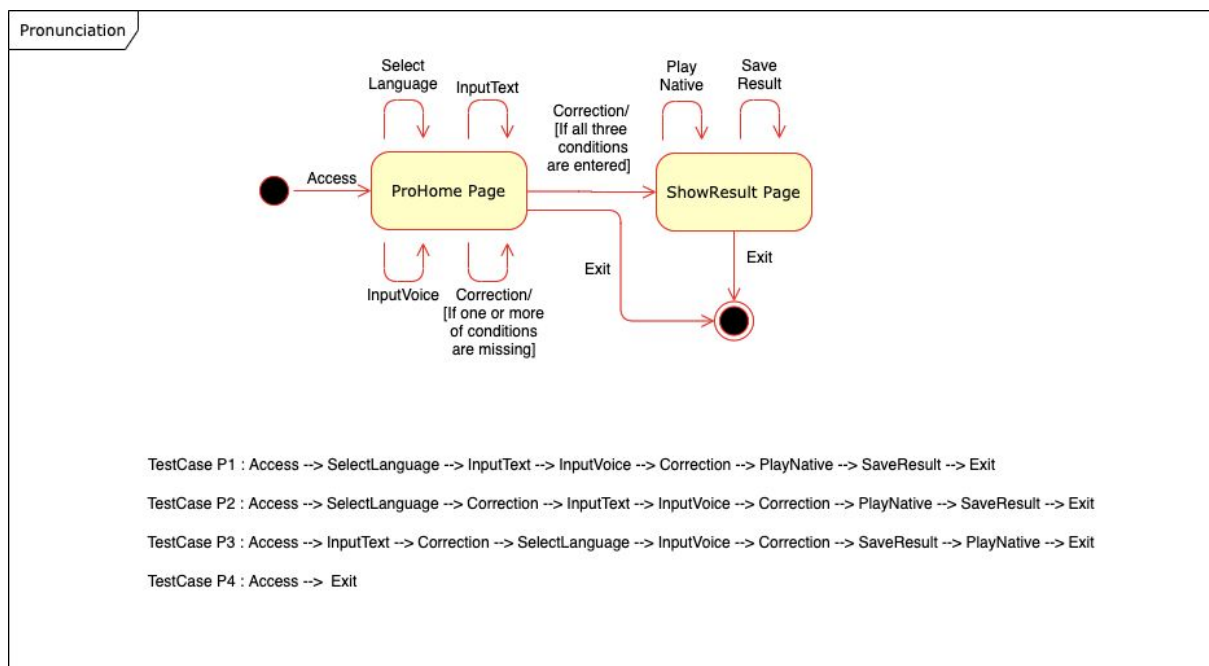 Pronunciation
Select
Language
InputText
Play
Native
Save
Result
Correction/
[If all three
conditions
are entered]
Access
ProHome Page
ShowResult Page
InputVoice
Correction/
[If one or more
of conditions
are missing]
Exit
Exit
TestCase P1 : Access --> SelectLanguage --> InputText --> InputVoice --> Correction --> PlayNative --> SaveResult --> Exit
TestCase P2 : Access --> SelectLanguage --> Correction --> InputText --> InputVoice --> Correction --> PlayNative --> SaveResult --> Exit
TestCase P3 : Access --> InputText --> Correction --> SelectLanguage --> InputVoice --> Correction --> SaveResult --> PlayNative --> Exit
TestCase P4 : Access --> Exit